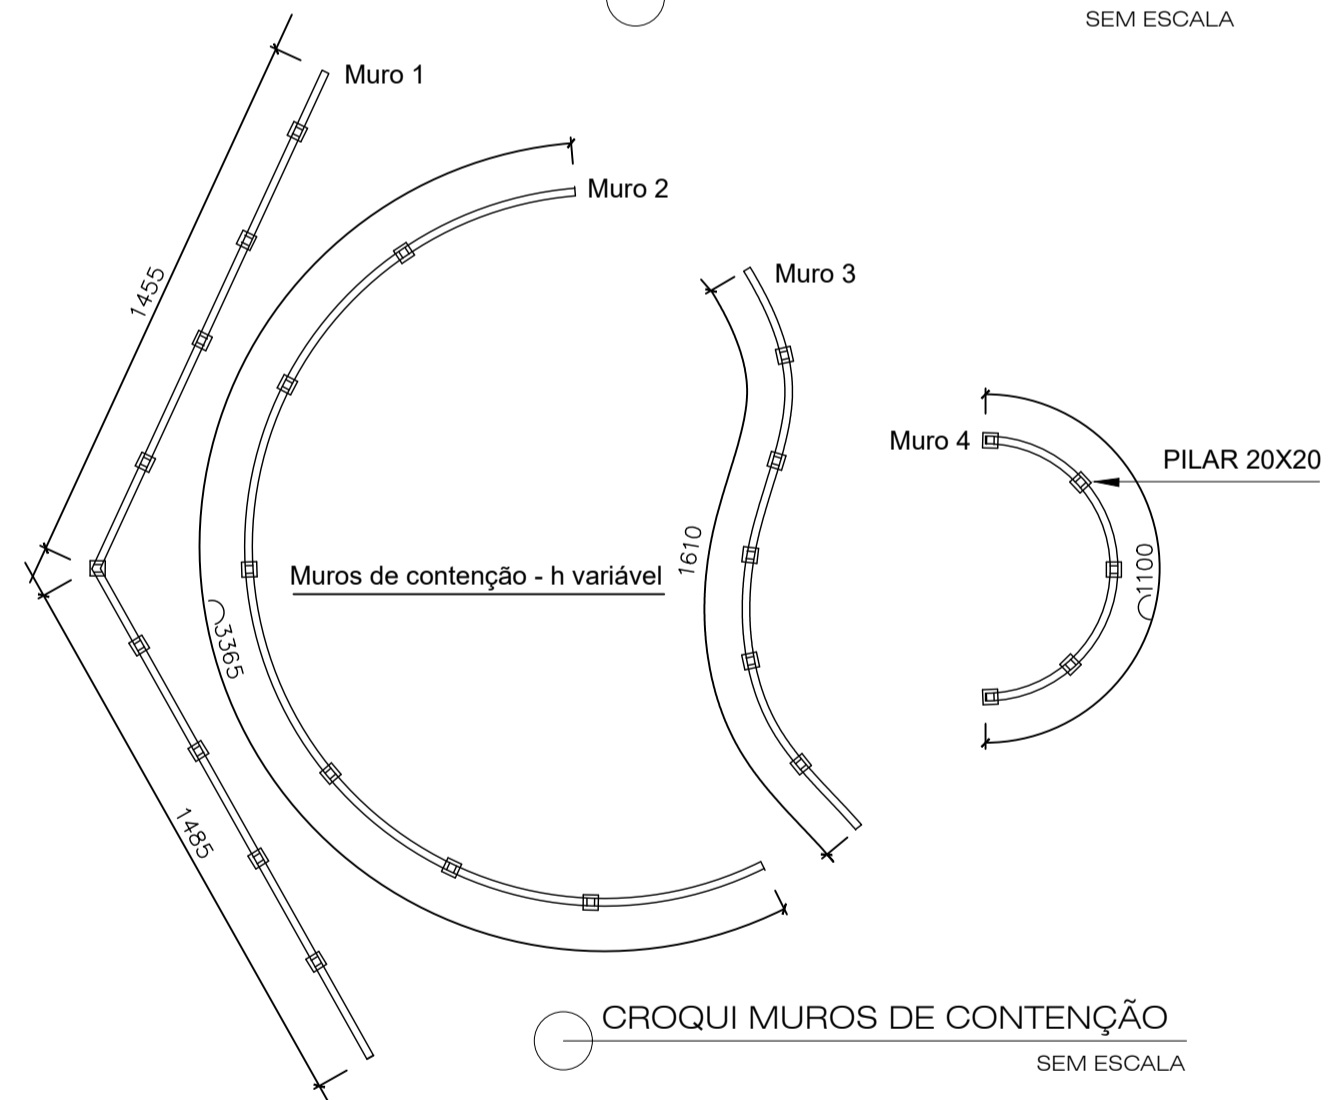 SEM ESCALA
Muro 1
Muro 2
1455
Muro 3
Muro 4
PILAR 20X20
1610
1100
Muros de contenção - h variável
3365
1485
CROQUI MUROS DE CONTENÇÃO
SEM ESCALA